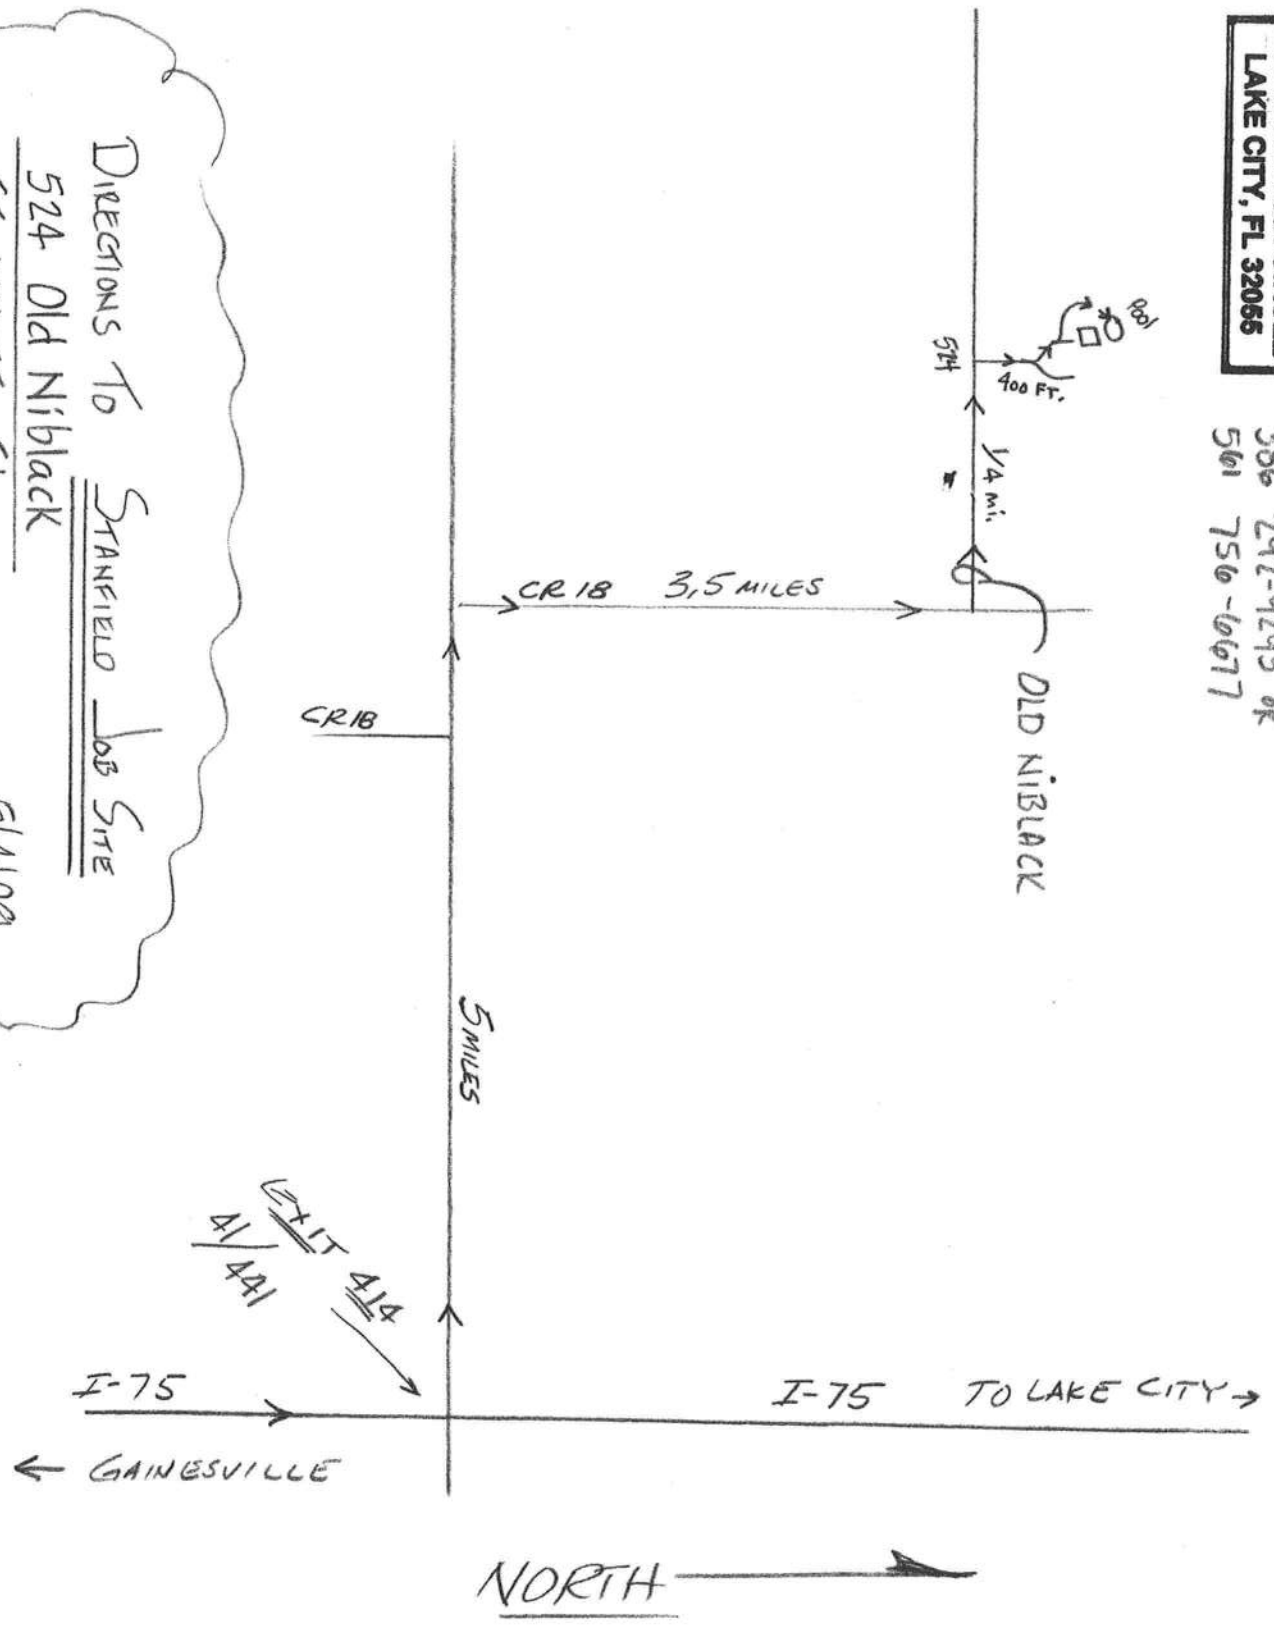 LAKE CITY, FL 32055
561 756-6677
POOL
524
400 FT.
1/4 mi.
CR 18 3.5 MILES
OLD NIBLACK
CR18
5 MILES
EXIT 414
41/441
I-75
I-75 TO LAKE CITY →
← GAINESVILLE
NORTH
DIRECTIONS TO STANFIELD JOB SITE
524 Old Niblack